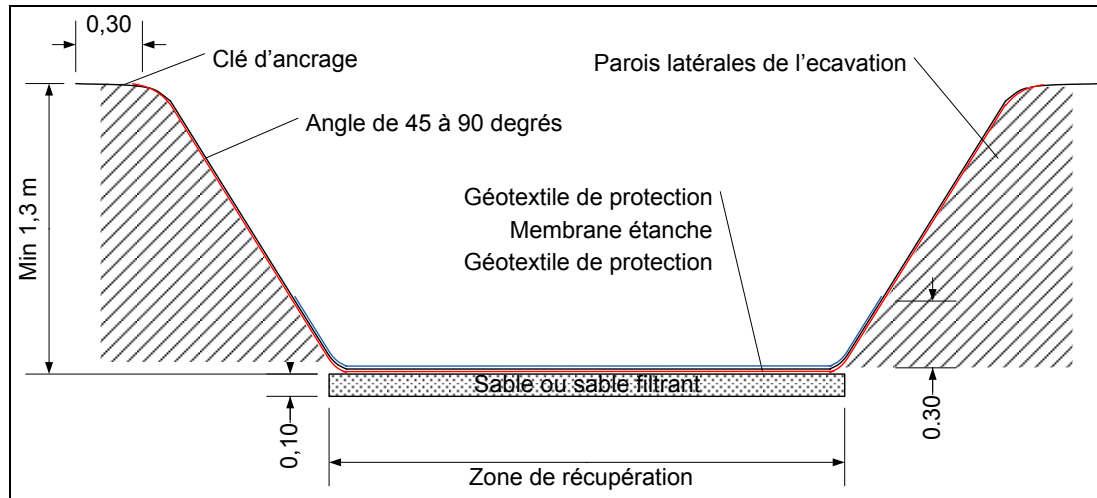 0,30
Clé d’ancrage
Parois latérales de l’ecavation
Angle de 45 à 90 degrés
Min 1,3 m
Géotextile de protection
Membrane étanche
Géotextile de protection
Sable ou sable filtrant
0,10
0.30
Zone de récupération